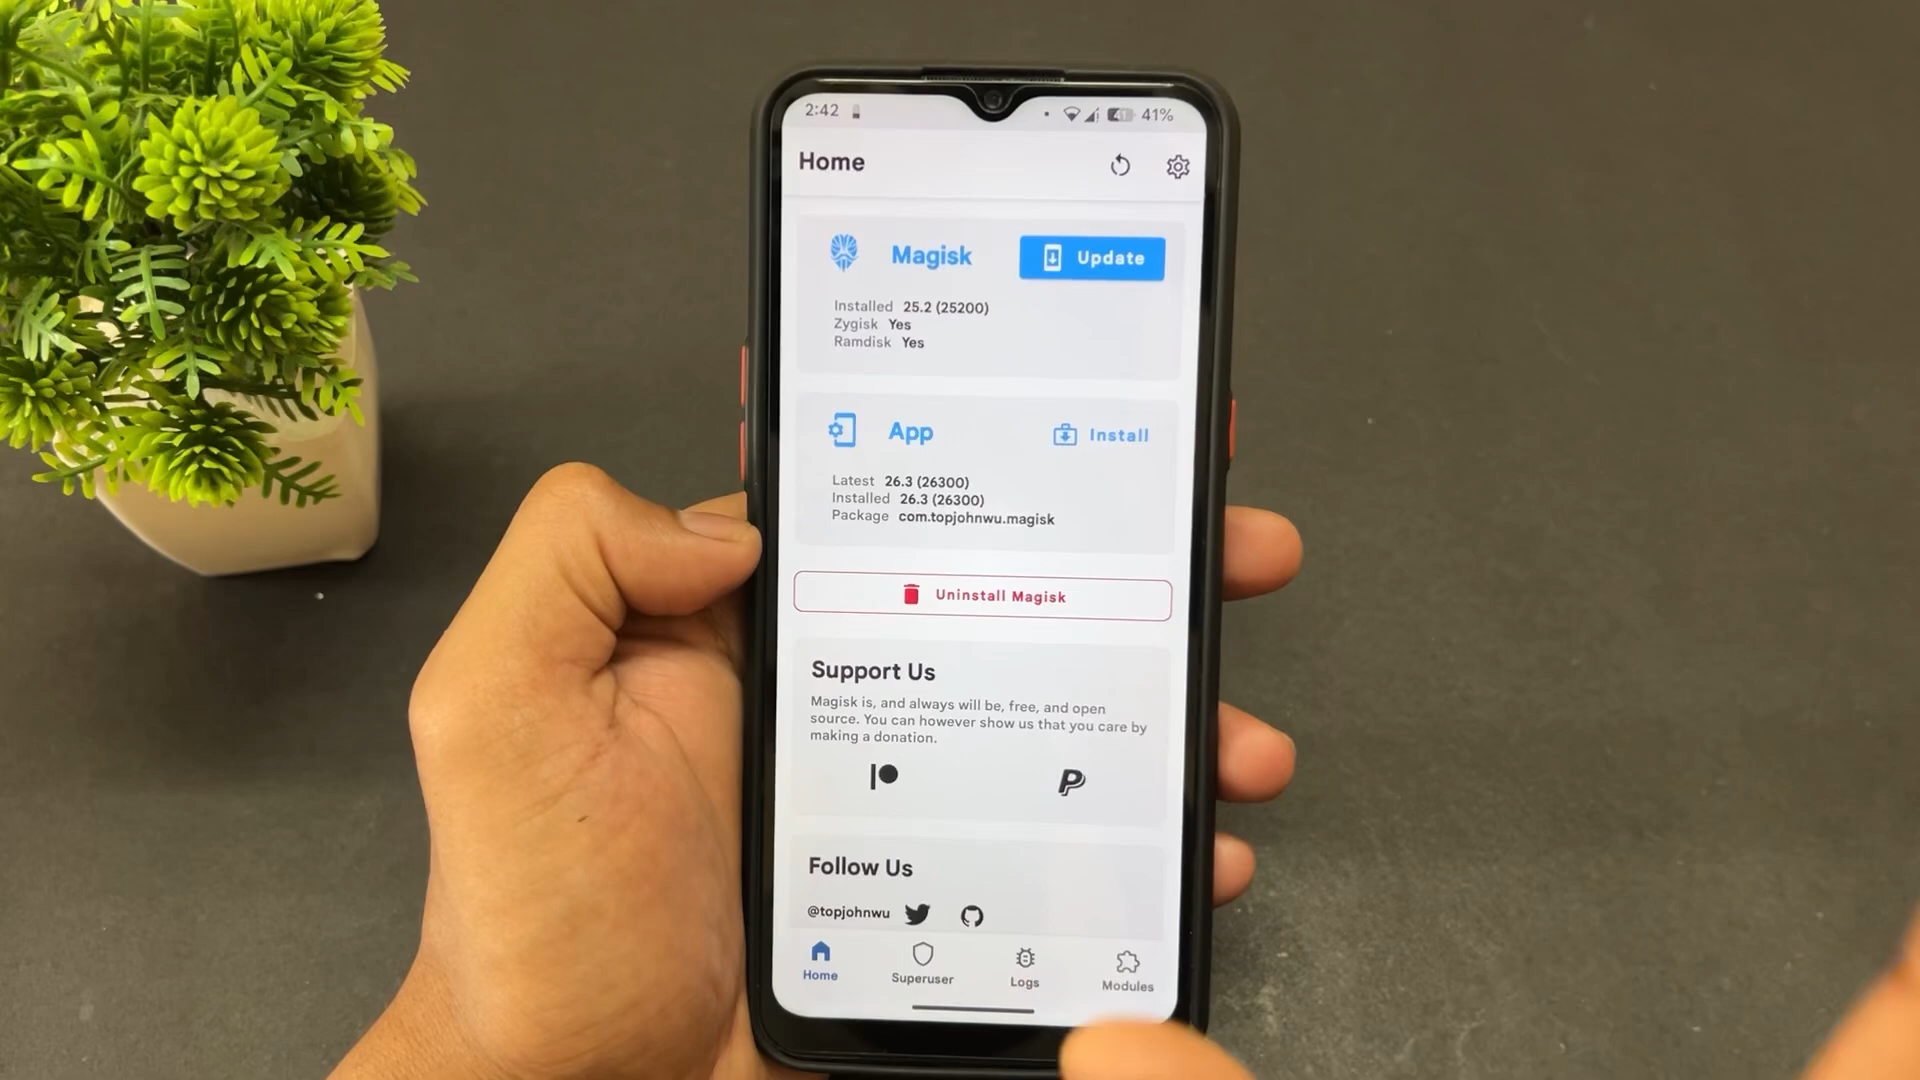 2:42
41 41%
Home
Magisk
Update
Installed 25.2 (25200)
Zygisk Yes
Ramdisk Yes
App
Install
Latest 26.3 (26300)
Installed 26.3 (26300)
Package com.topjohnwu.magisk
Uninstall Magisk
Support Us
Magisk is, and always will be, free, and open
source. You can however show us that you care by
making a donation.
Follow Us
@topjohnwu
Home Superuser Logs Modules